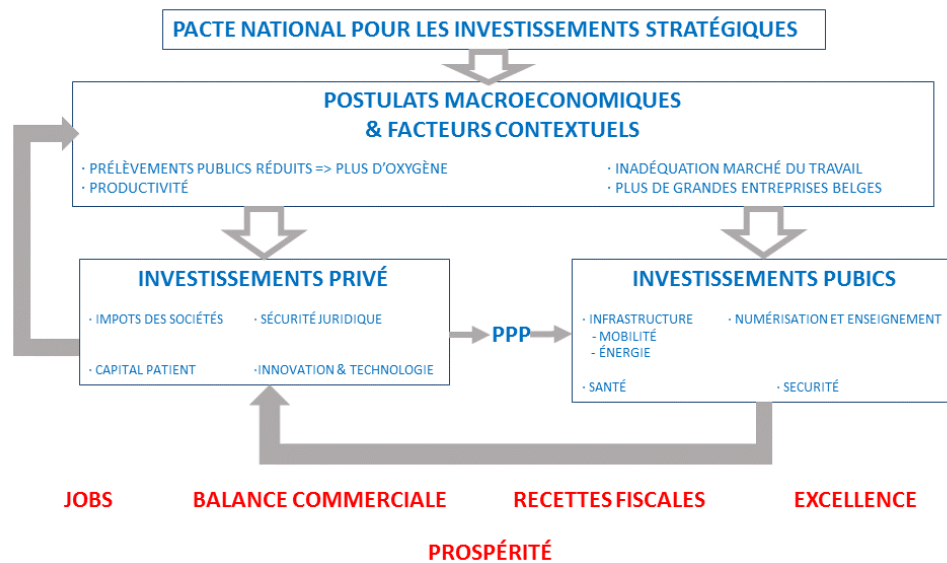 PACTE NATIONAL POUR LES INVESTISSEMENTS STRATÉGIQUES
POSTULATS MACROECONOMIQUES
& FACTEURS CONTEXTUELS
· PRÉLÈVEMENTS PUBLICS RÉDUITS => PLUS D'OXYGÈNE
· PRODUCTIVITÉ
· INADÉQUATION MARCHÉ DU TRAVAIL
· PLUS DE GRANDES ENTREPRISES BELGES
INVESTISSEMENTS PRIVÉ
· IMPOTS DES SOCIÉTÉS · SÉCURITÉ JURIDIQUE
· CAPITAL PATIENT ·INNOVATION & TECHNOLOGIE
PPP
INVESTISSEMENTS PUBICS
· INFRASTRUCTURE · NUMÉRISATION ET ENSEIGNEMENT
- MOBILITÉ
- ÉNERGIE
· SANTÉ · SECURITÉ
JOBS BALANCE COMMERCIALE RECETTES FISCALES EXCELLENCE
PROSPÉRITÉ